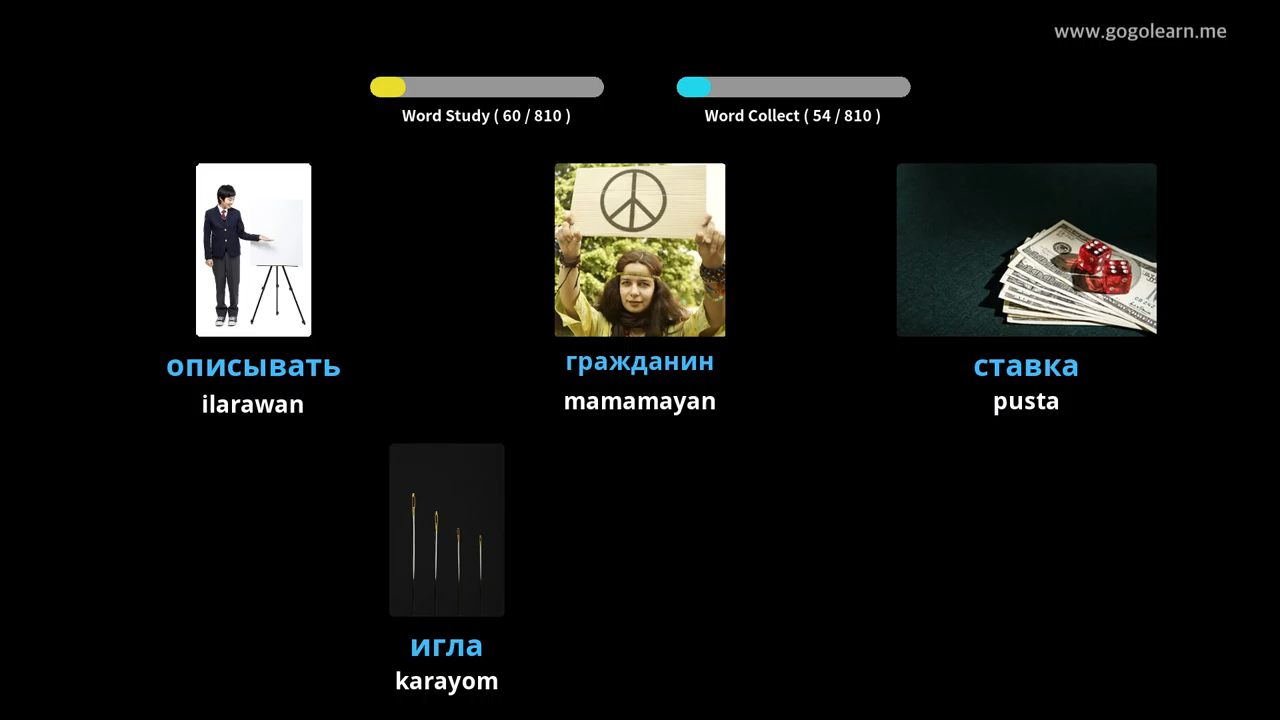 www.gogolearn.me
Word Study ( 60 / 810 )
Word Collect ( 54 / 810 )
описывать
ilarawan
гражданин
mamamayan
ставка
pusta
игла
karayom